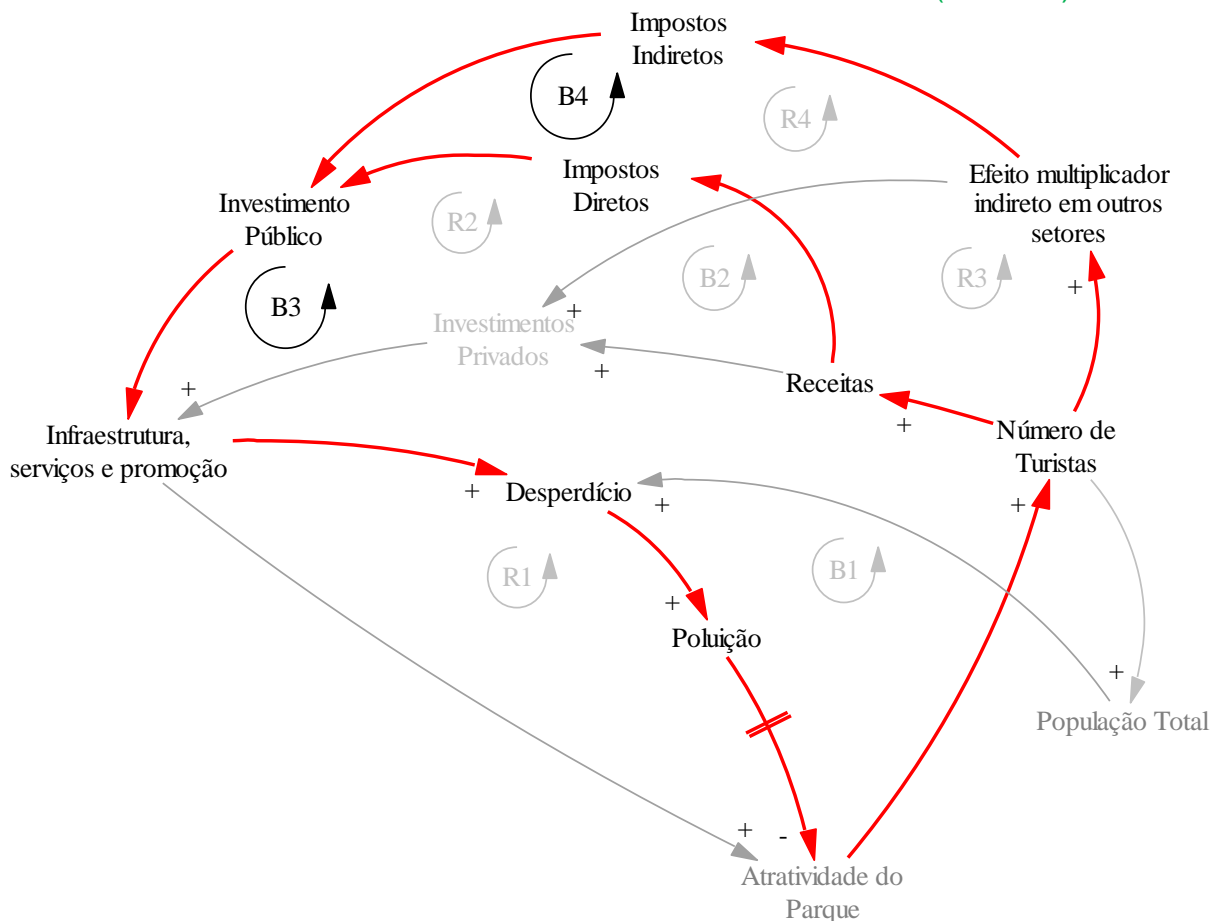 Impostos
Indiretos
B4
R4
Impostos
Diretos
Efeito multiplicador
indireto em outros
setores
Investimento
Público
R2
B2
R3
+
B3
Investimentos
Privados
+
+
Receitas
+
+
Número de
Turistas
Infraestrutura,
serviços e promoção
+
Desperdício
+
+
R1
B1
+
Poluição
+
População Total
+
-
Atratividade do
Parque